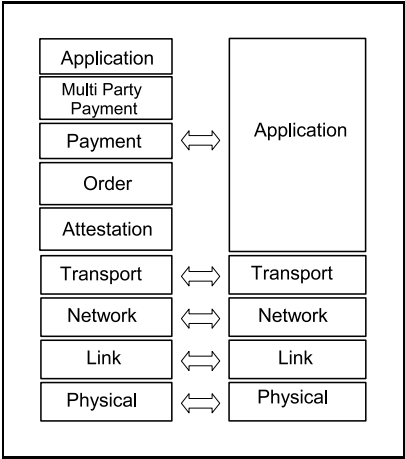 Application
Multi Party
Payment
Payment
Order
Attestation
Transport
Network
Link
Physical
Application
Transport
Network
Link
Physical